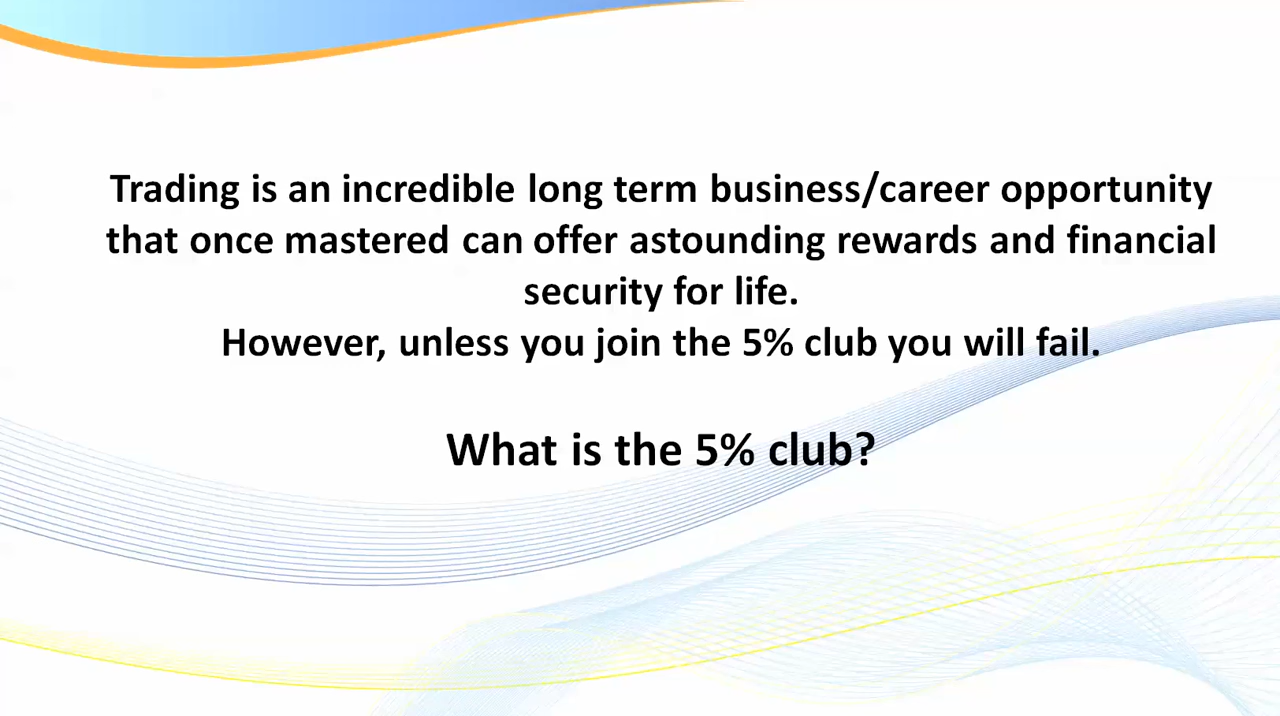 Trading is an incredible long term business/career opportunity
that once mastered can offer astounding rewards and financial
security for life.
However, unless you join the 5% club you will fail.
What is the 5% club?